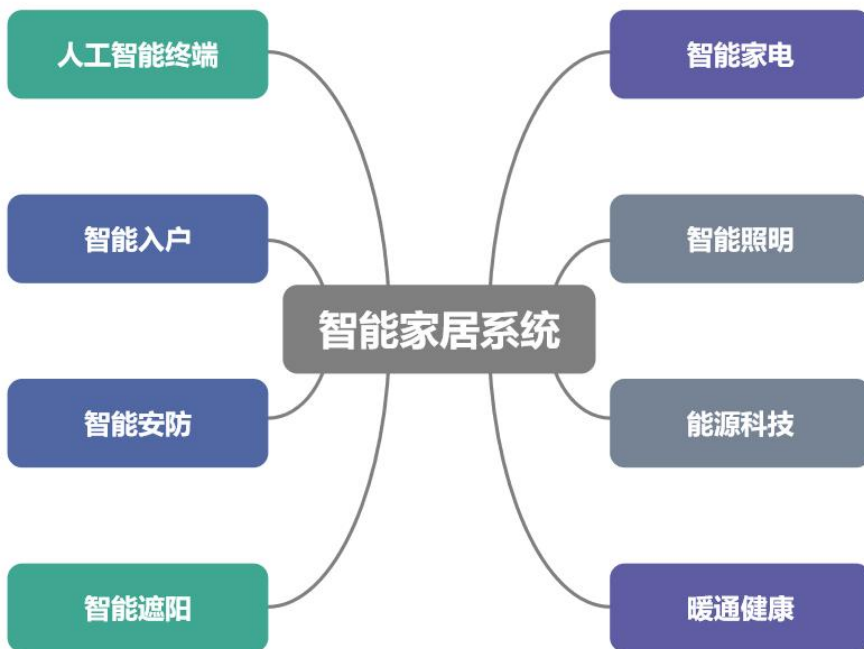 人工智能终端
智能家电
智能入户
智能照明
智能家居系统
智能安防
能源科技
智能遮阳
暖通健康